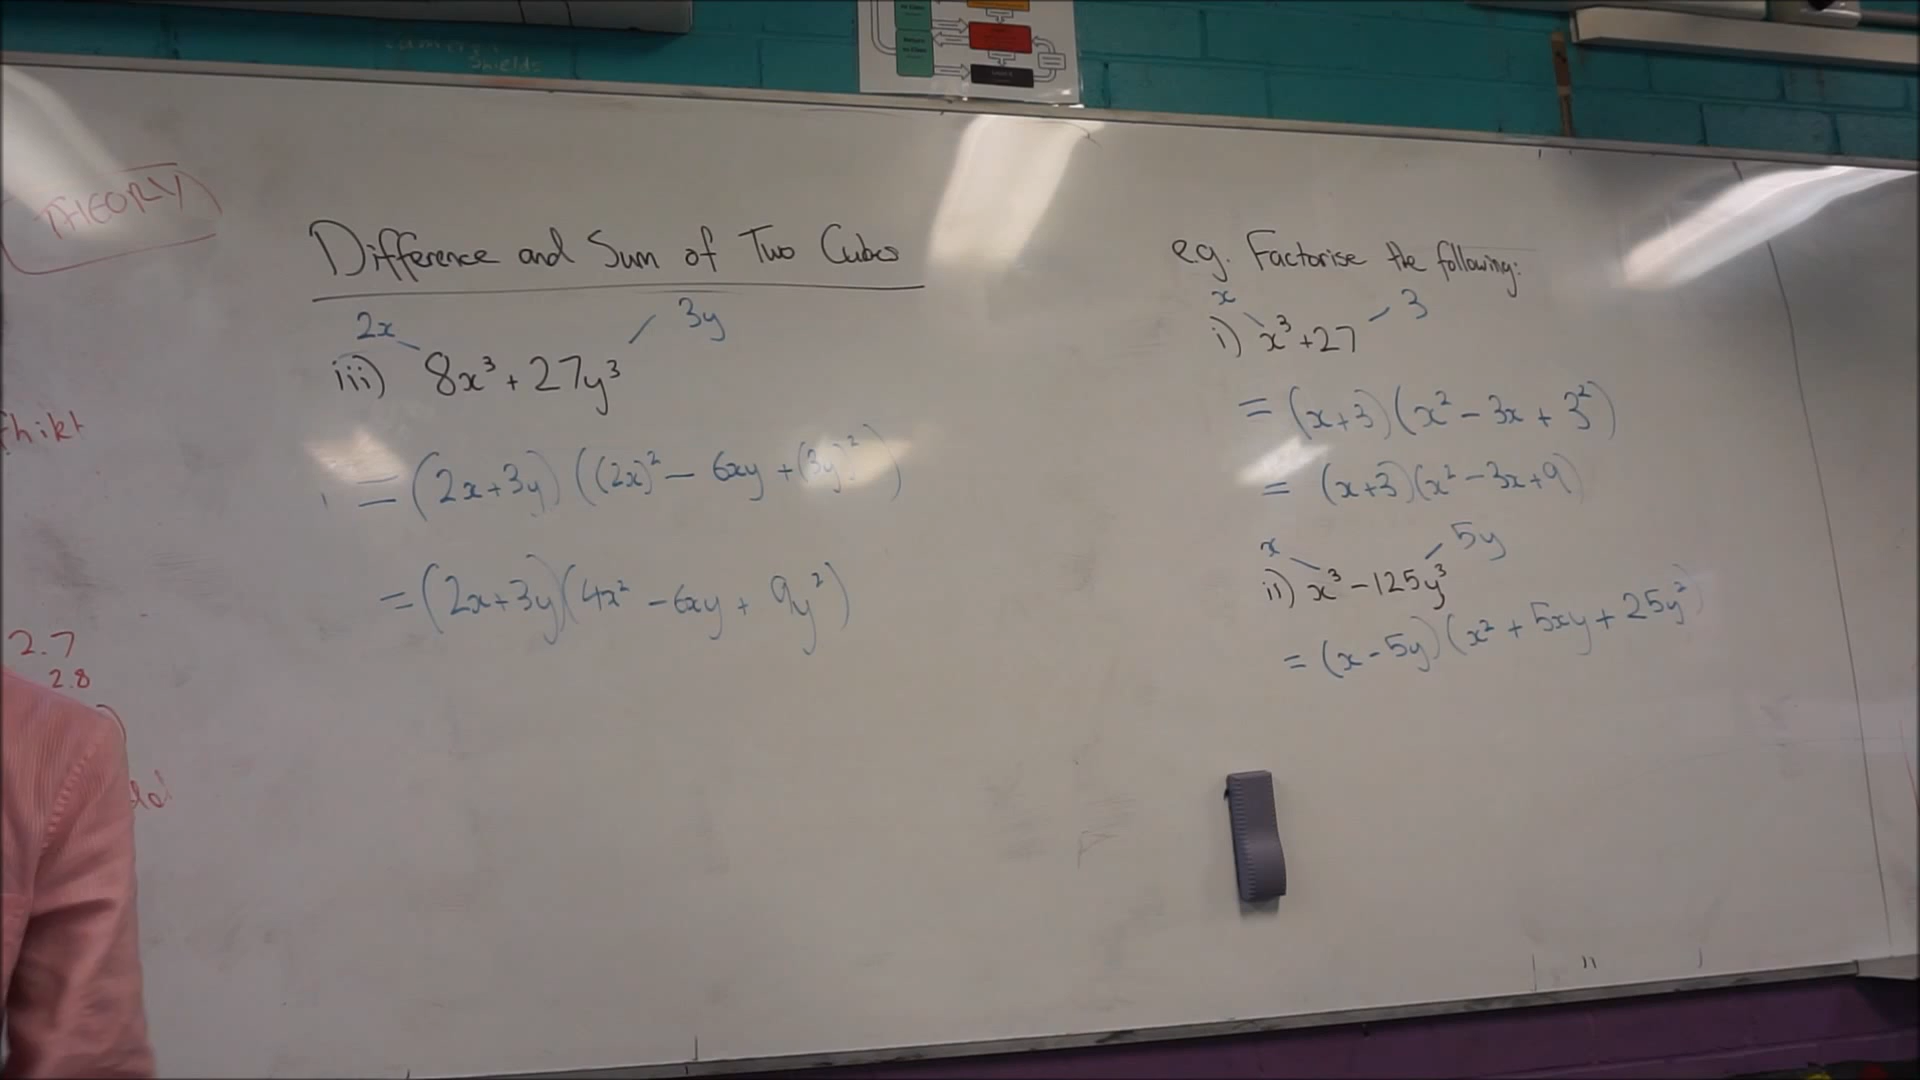 THEORY
Difference and Sum of Two Cubes
2x 3y
iii) 8x³ + 27y³
= (2x+3y) ((2x)² − 6xy + (3y)²)
= (2x+3y)(4x² − 6xy + 9y²)
e.g. Factorise the following:
x 3
i) x³ + 27
= (x+3)(x² − 3x + 3²)
= (x+3)(x² − 3x + 9)
x 5y
ii) x³ − 125y³
= (x − 5y)(x² + 5xy + 25y²)
2.7
2.8